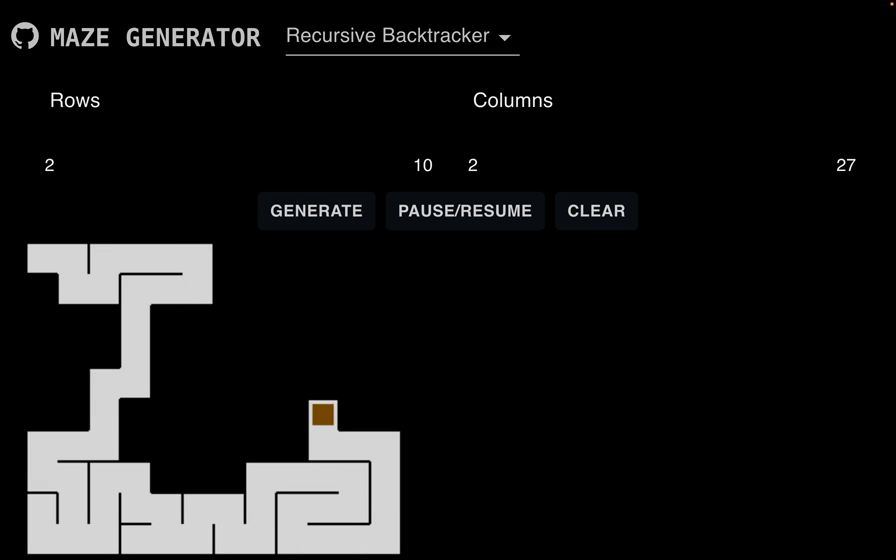 MAZE GENERATOR Recursive Backtracker
Rows Columns
2 10 2 27
GENERATE PAUSE/RESUME CLEAR